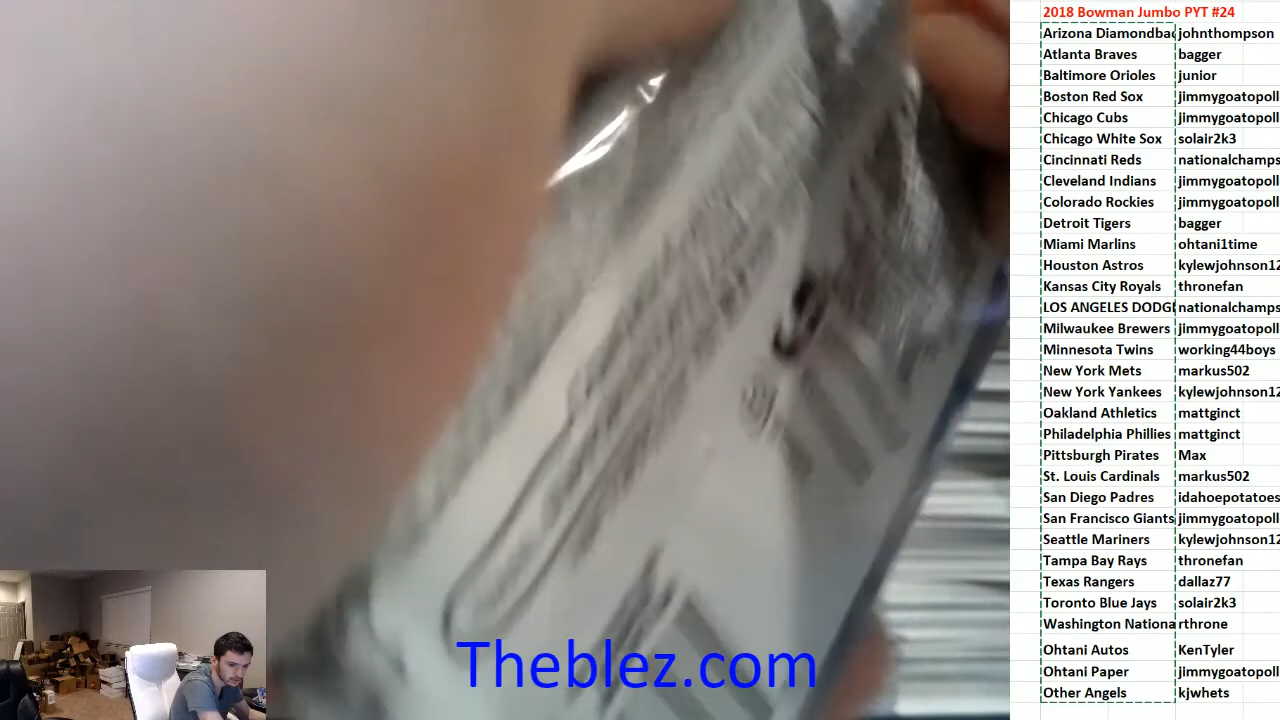 2018 Bowman Jumbo PYT #24
Arizona Diamondbac johnthompson
Atlanta Braves bagger
Baltimore Orioles junior
Boston Red Sox jimmygoatopoll
Chicago Cubs jimmygoatopoll
Chicago White Sox solair2k3
Cincinnati Reds nationalchamps
Cleveland Indians jimmygoatopoll
Colorado Rockies jimmygoatopoll
Detroit Tigers bagger
Miami Marlins ohtani1time
Houston Astros kylewjohnson12
Kansas City Royals thronefan
LOS ANGELES DODGI nationalchamps
Milwaukee Brewers jimmygoatopoll
Minnesota Twins working44boys
New York Mets markus502
New York Yankees kylewjohnson12
Oakland Athletics mattginct
Philadelphia Phillies mattginct
Pittsburgh Pirates Max
St. Louis Cardinals markus502
San Diego Padres idahoepotatoes
San Francisco Giants jimmygoatopoll
Seattle Mariners kylewjohnson12
Tampa Bay Rays thronefan
Texas Rangers dallaz77
Toronto Blue Jays solair2k3
Washington Nationa rthrone
Ohtani Autos KenTyler
Ohtani Paper jimmygoatopoll
Other Angels kjwhets
Theblez.com